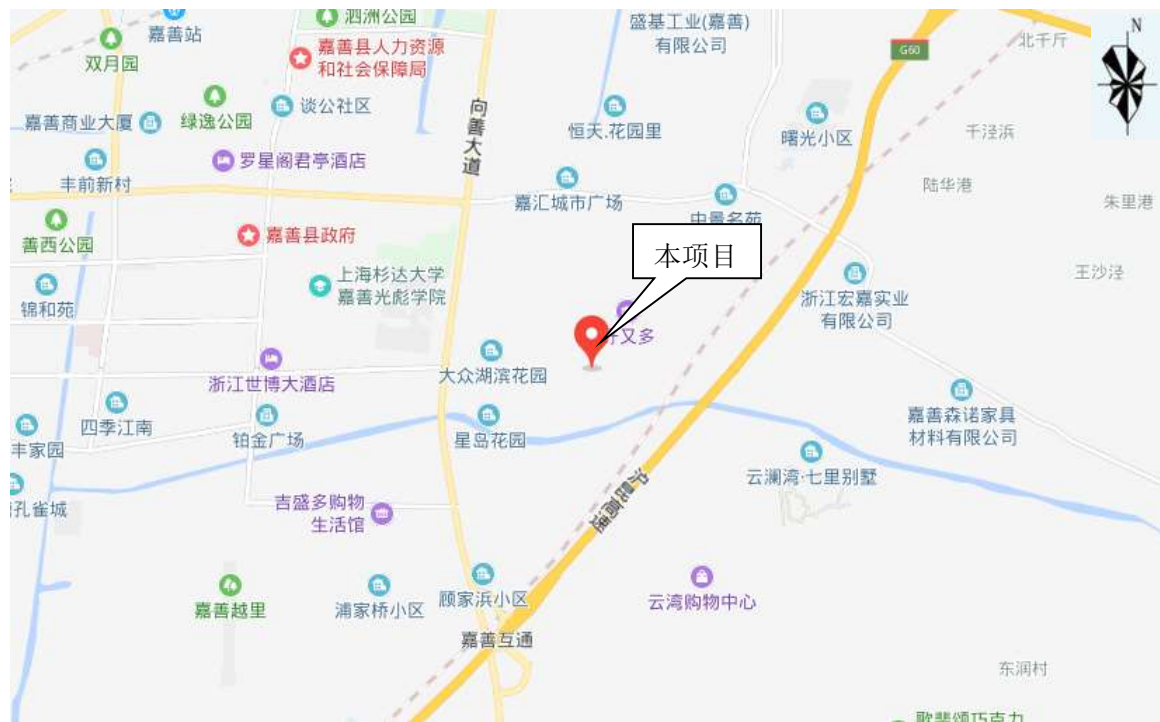 泗洲公园
嘉善站
双月园
嘉善县人力资源
和社会保障局
盛基工业(嘉善)
有限公司
G60
北千斤
N
谈公社区
绿逸公园
嘉善商业大厦
向善大道
恒天.花园里
曙光小区
千泾浜
罗星阁君亭酒店
丰前新村
嘉汇城市广场
中景名苑
陆华港
朱里港
善西公园
嘉善县政府
本项目
上海杉达大学
嘉善光彪学院
锦和苑
浙江宏嘉实业
有限公司
王沙泾
又多
大众湖滨花园
浙江世博大酒店
四季江南
铂金广场
星岛花园
嘉善森诺家具
材料有限公司
丰家园
云澜湾·七里别墅
孔雀城
吉盛多购物
生活馆
沪昆高速
嘉善越里
浦家桥小区
顾家浜小区
云湾购物中心
嘉善互通
东润村
歌斐颂巧克力